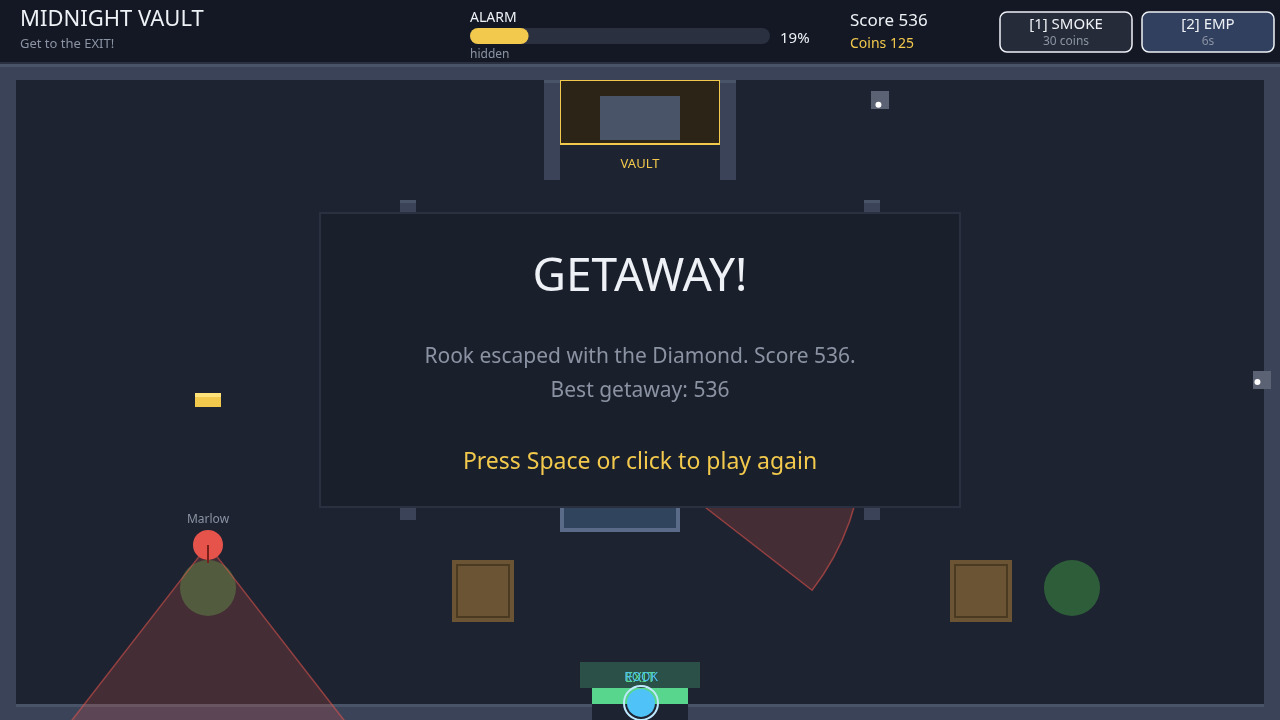 MIDNIGHT VAULT
Get to the EXIT!
ALARM
19%
hidden
Score 536
Coins 125
[1] SMOKE
30 coins
[2] EMP
6s
VAULT
GETAWAY!
Rook escaped with the Diamond. Score 536.
Best getaway: 536
Press Space or click to play again
Marlow